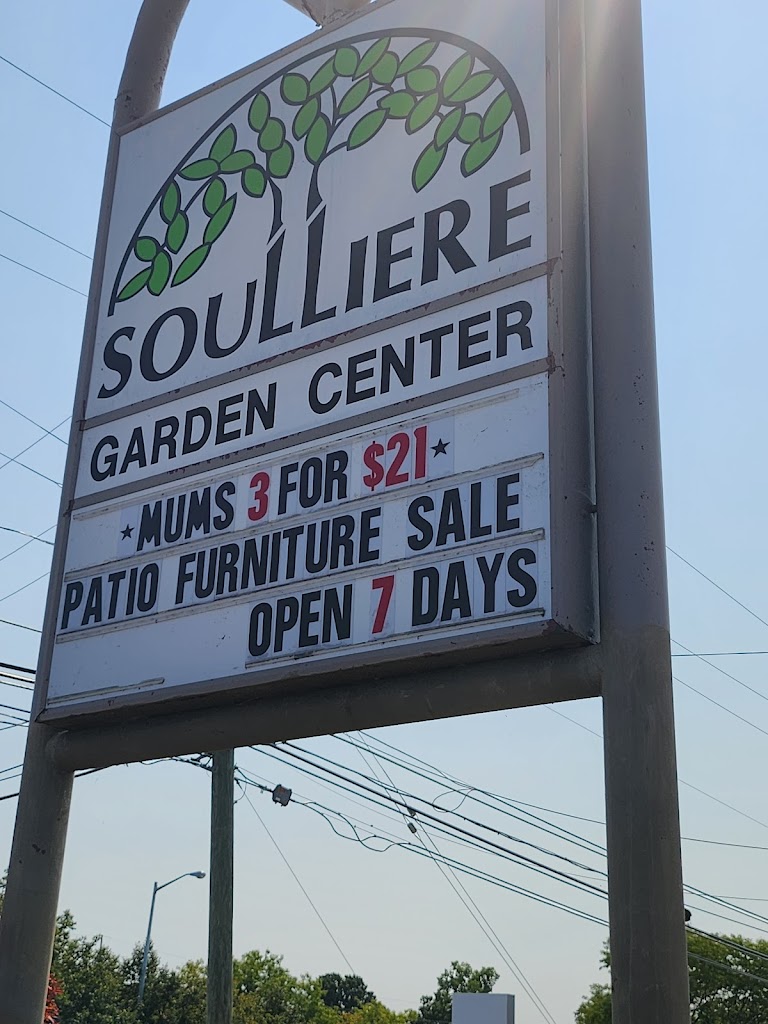 SOULLIERE
GARDEN CENTER
★MUMS 3 FOR $21★
PATIO FURNITURE SALE
OPEN 7 DAYS